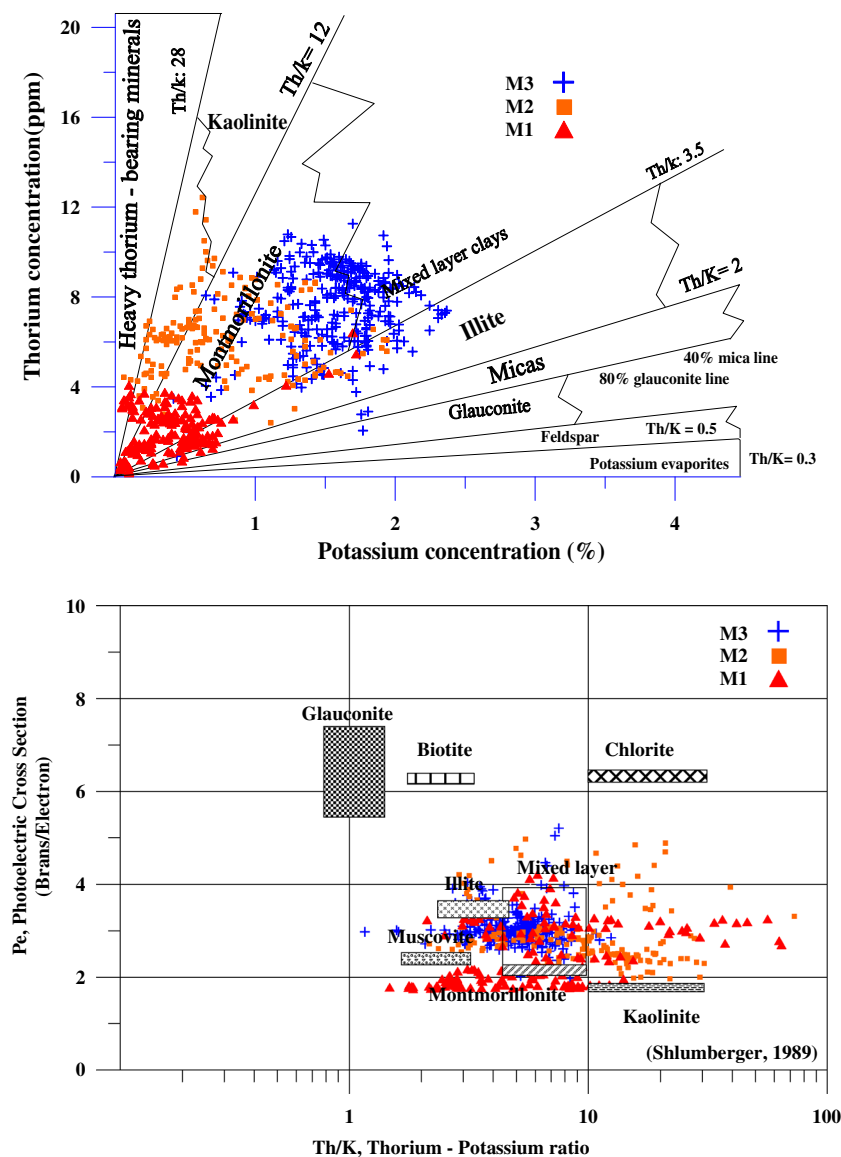 20
16
12
8
4
0
Thorium concentration(ppm)
Heavy thorium - bearing minerals
Th/k: 28
Th/k= 12
Kaolinite
M3
M2
M1
Th/k: 3.5
Montmorillonite
Mixed layer clays
Illite
Th/K= 2
Micas
40% mica line
80% glauconite line
Glauconite
Th/K = 0.5
Feldspar
Potassium evaporites
Th/K= 0.3
1
2
3
4
Potassium concentration (%)
10
8
6
4
2
0
Pe, Photoelectric Cross Section
(Brans/Electron)
M3
M2
M1
Glauconite
Biotite
Chlorite
Mixed layer
Illite
Muscovite
Montmorillonite
Kaolinite
(Shlumberger, 1989)
1
10
100
Th/K, Thorium - Potassium ratio